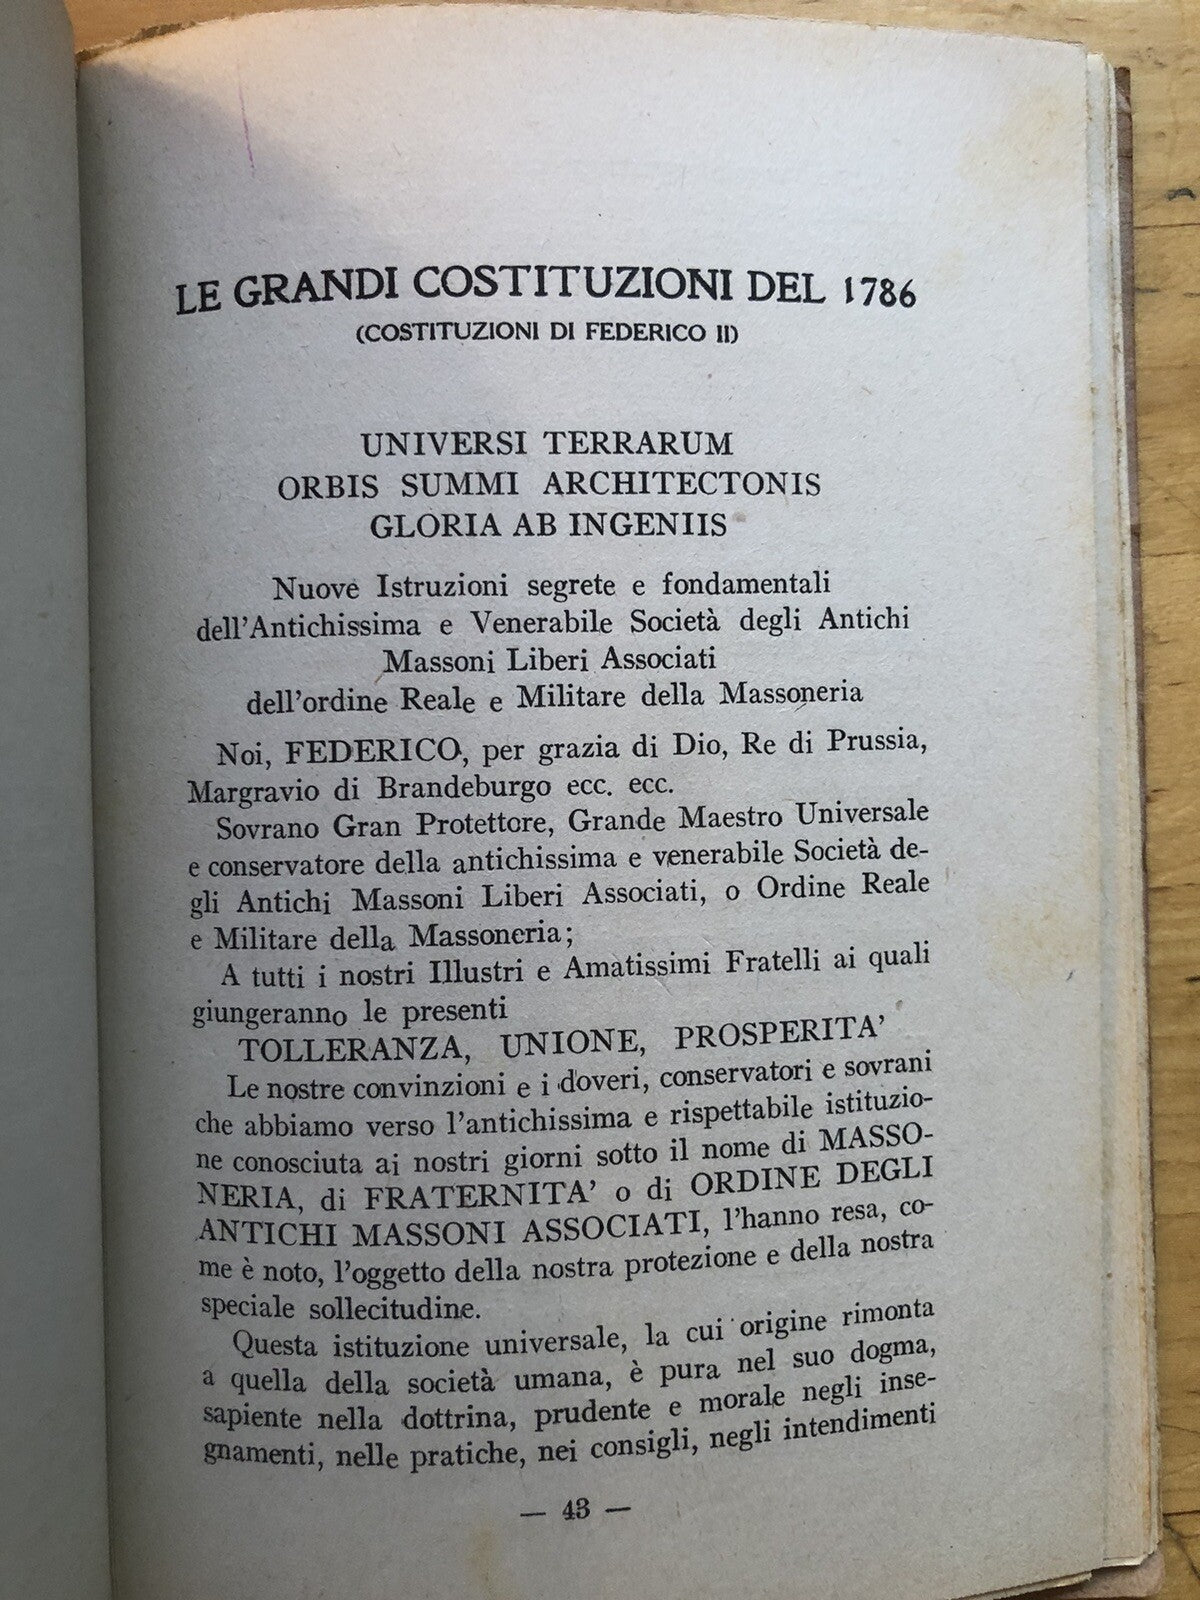 LE GRANDI COSTITUZIONI DEL 1786
(COSTITUZIONI DI FEDERICO II)
UNIVERSI TERRARUM
ORBIS SUMMI ARCHITECTONIS
GLORIA AB INGENIIS
Nuove Istruzioni segrete e fondamentali
dell'Antichissima e Venerabile Società degli Antichi
Massoni Liberi Associati
dell'ordine Reale e Militare della Massoneria
Noi, FEDERICO, per grazia di Dio, Re di Prussia,
Margravio di Brandeburgo ecc. ecc.
Sovrano Gran Protettore, Grande Maestro Universale
e conservatore della antichissima e venerabile Società de-
gli Antichi Massoni Liberi Associati, o Ordine Reale
e Militare della Massoneria;
A tutti i nostri Illustri e Amatissimi Fratelli ai quali
giungeranno le presenti
TOLLERANZA, UNIONE, PROSPERITA'
Le nostre convinzioni e i doveri, conservatori e sovrani
che abbiamo verso l'antichissima e rispettabile istituzio-
ne conosciuta ai nostri giorni sotto il nome di MASSO-
NERIA, di FRATERNITA' o di ORDINE DEGLI
ANTICHI MASSONI ASSOCIATI, l'hanno resa, co-
me è noto, l'oggetto della nostra protezione e della nostra
speciale sollecitudine.
Questa istituzione universale, la cui origine rimonta
a quella della società umana, è pura nel suo dogma,
sapiente nella dottrina, prudente e morale negli inse-
gnamenti, nelle pratiche, nei consigli, negli intendimenti
— 43 —